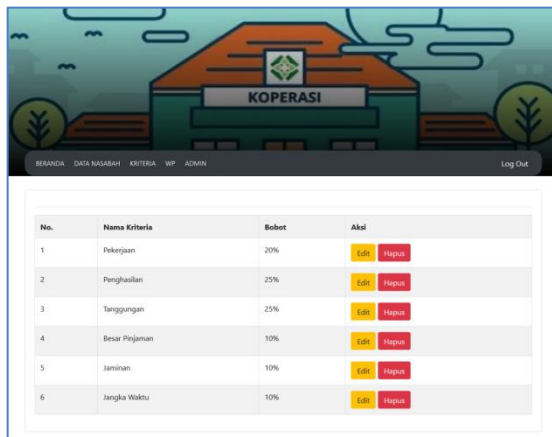 KOPERASI
BERANDA DATA NASABAH KRITERIA WP ADMIN Log Out
No. Nama Kriteria Bobot Aksi
1 Pekerjaan 20% Edit Hapus
2 Penghasilan 25% Edit Hapus
3 Tanggungan 25% Edit Hapus
4 Besar Pinjaman 10% Edit Hapus
5 Jaminan 10% Edit Hapus
6 Jangka Waktu 10% Edit Hapus